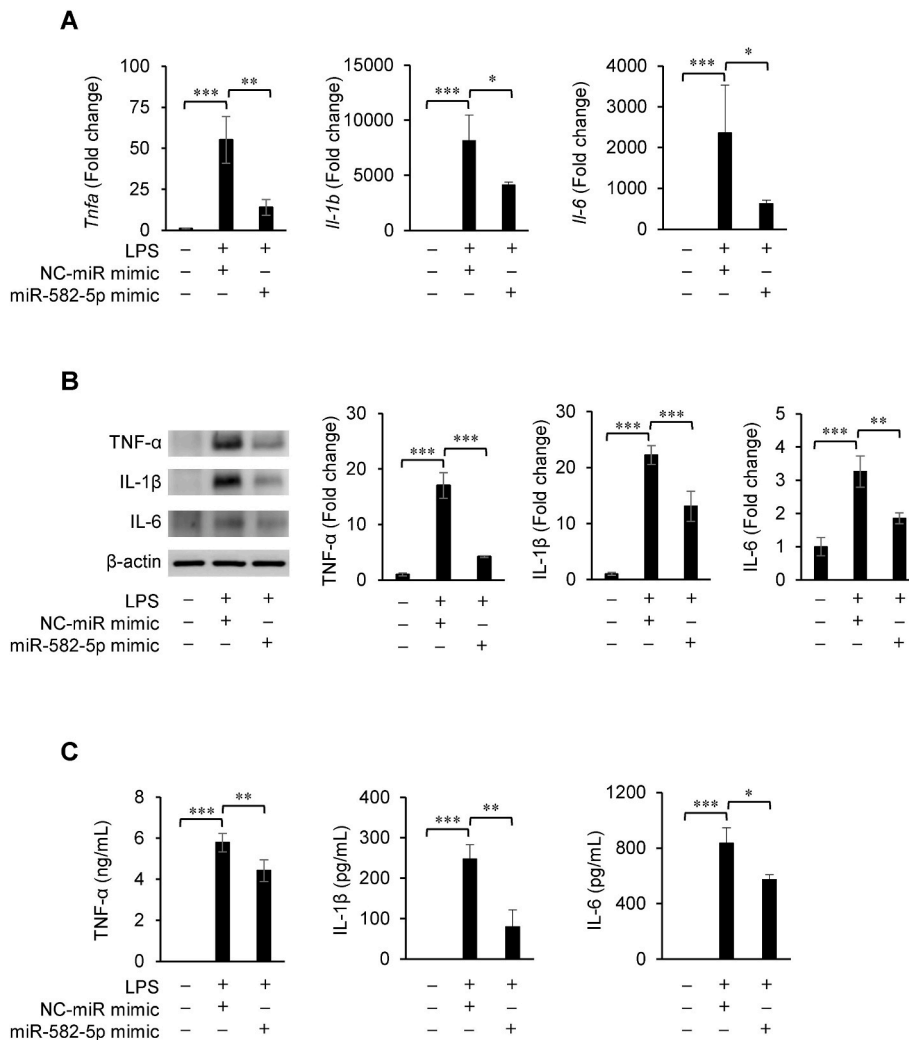 A
Tnfa (Fold change)
100
75
50
25
0
***
**
Il-1b (Fold change)
15000
10000
5000
0
***
*
Il-6 (Fold change)
4000
3000
2000
1000
0
***
*
LPS – + + – + + – + +
NC-miR mimic – + – – + – – + –
miR-582-5p mimic – – + – – + – – +
B
TNF-α
IL-1β
IL-6
β-actin
TNF-α (Fold change)
30
20
10
0
***
***
IL-1β (Fold change)
30
20
10
0
***
***
IL-6 (Fold change)
5
4
3
2
1
0
***
**
LPS – + + – + + – + + – + +
NC-miR mimic – + – – + – – + – – + –
miR-582-5p mimic – – + – – + – – + – – +
C
TNF-α (ng/mL)
8
6
4
2
0
***
**
IL-1β (pg/mL)
400
300
200
100
0
***
**
IL-6 (pg/mL)
1200
800
400
0
***
*
LPS – + + – + + – + +
NC-miR mimic – + – – + – – + –
miR-582-5p mimic – – + – – + – – +